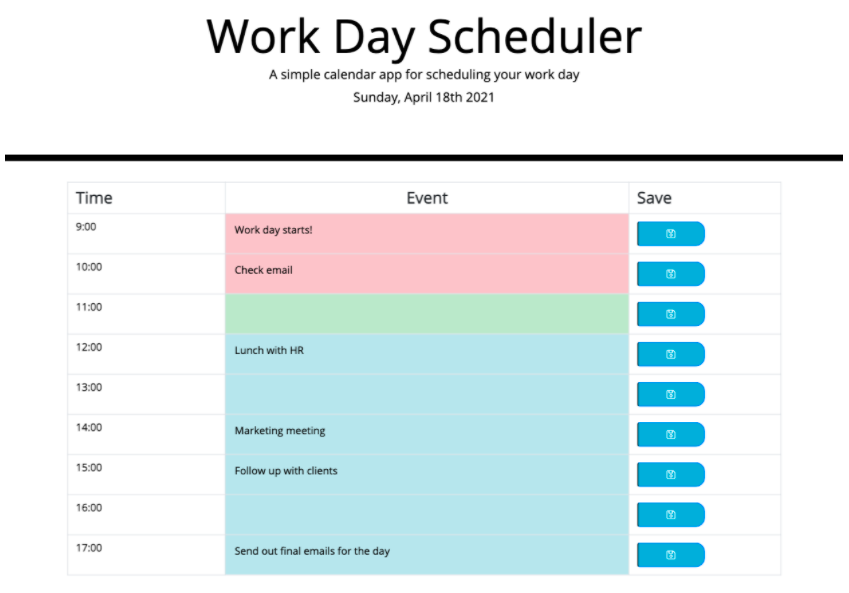 Work Day Scheduler
A simple calendar app for scheduling your work day
Sunday, April 18th 2021
Time Event Save
9:00 Work day starts!
10:00 Check email
11:00
12:00 Lunch with HR
13:00
14:00 Marketing meeting
15:00 Follow up with clients
16:00
17:00 Send out final emails for the day